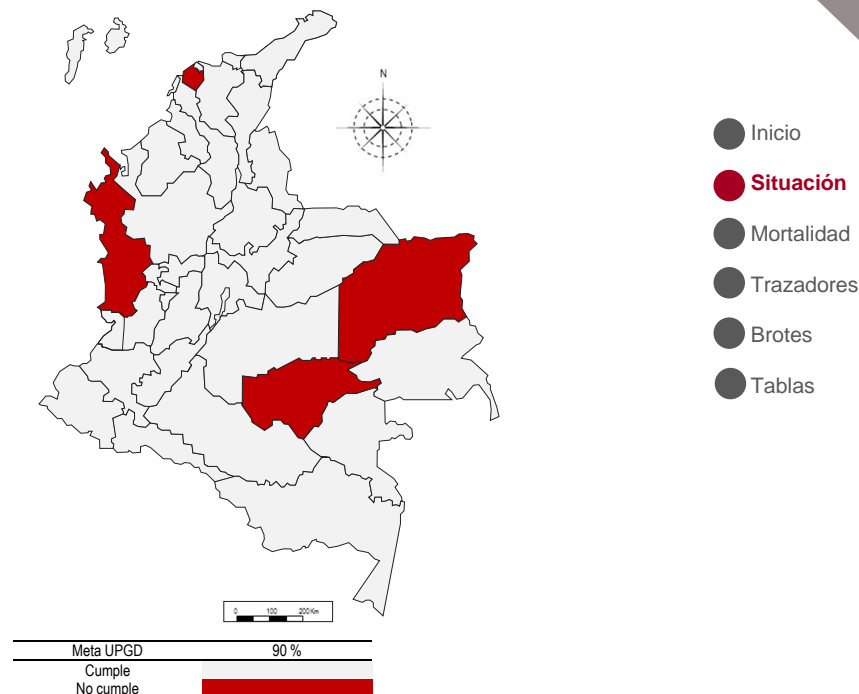 N
Inicio
Situación
Mortalidad
Trazadores
Brotes
Tablas
0 100 200 Km
Meta UPGD 90 %
Cumple
No cumple